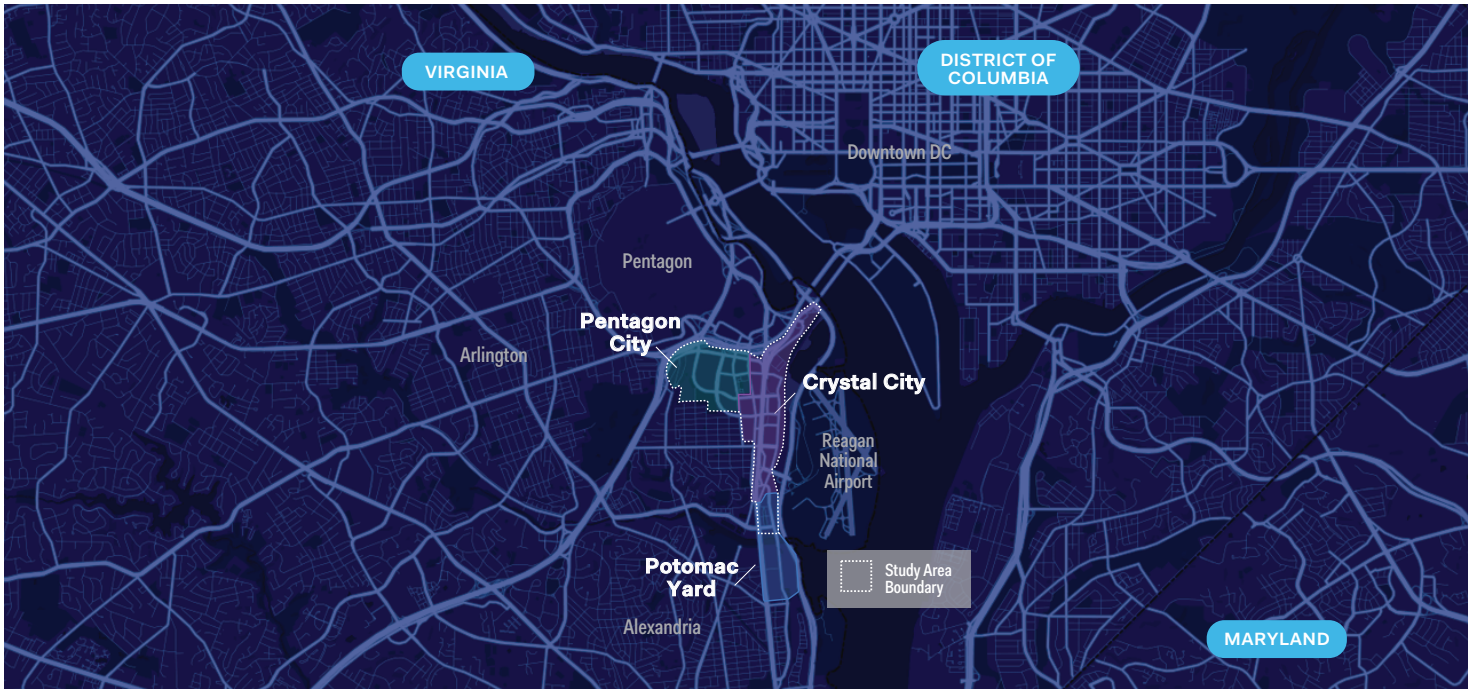 VIRGINIA
DISTRICT OF
COLUMBIA
Downtown DC
Pentagon
Pentagon
City
Arlington
Crystal City
Reagan
National
Airport
Potomac
Yard
Study Area
Boundary
Alexandria
MARYLAND